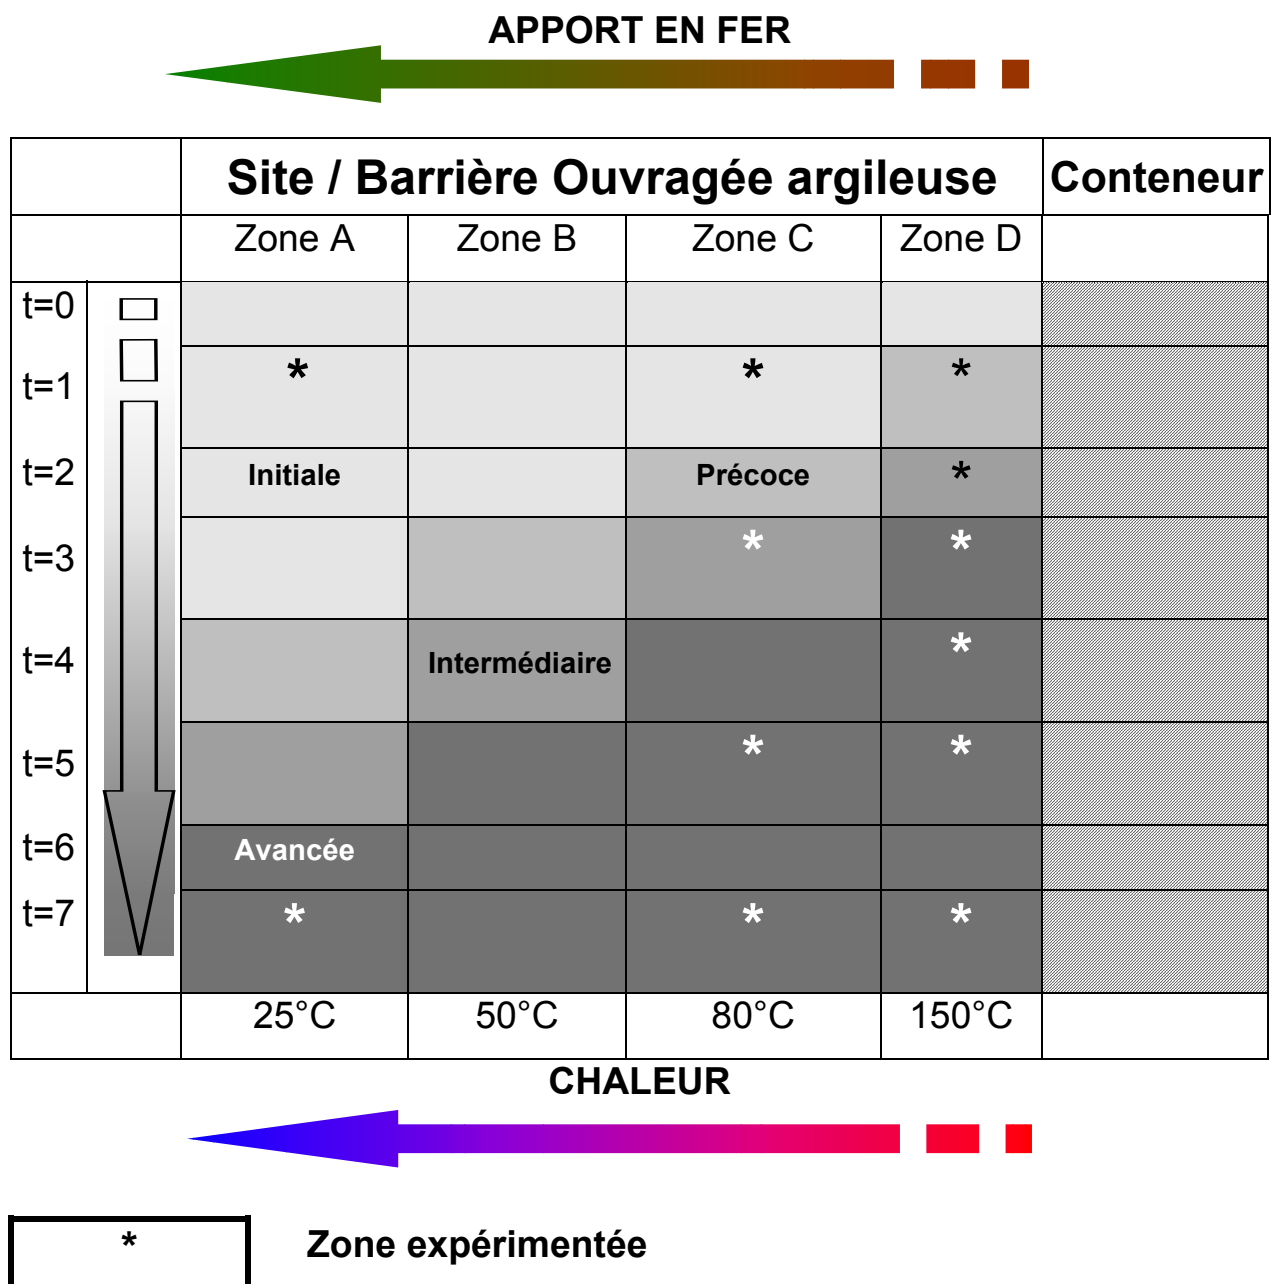 APPORT EN FER
Site / Barrière Ouvragée argileuse Conteneur
Zone A Zone B Zone C Zone D
t=0
t=1 * * *
t=2 Initiale Précoce *
t=3 * *
t=4 Intermédiaire *
t=5 * *
t=6 Avancée
t=7 * * *
25°C 50°C 80°C 150°C
CHALEUR
* Zone expérimentée